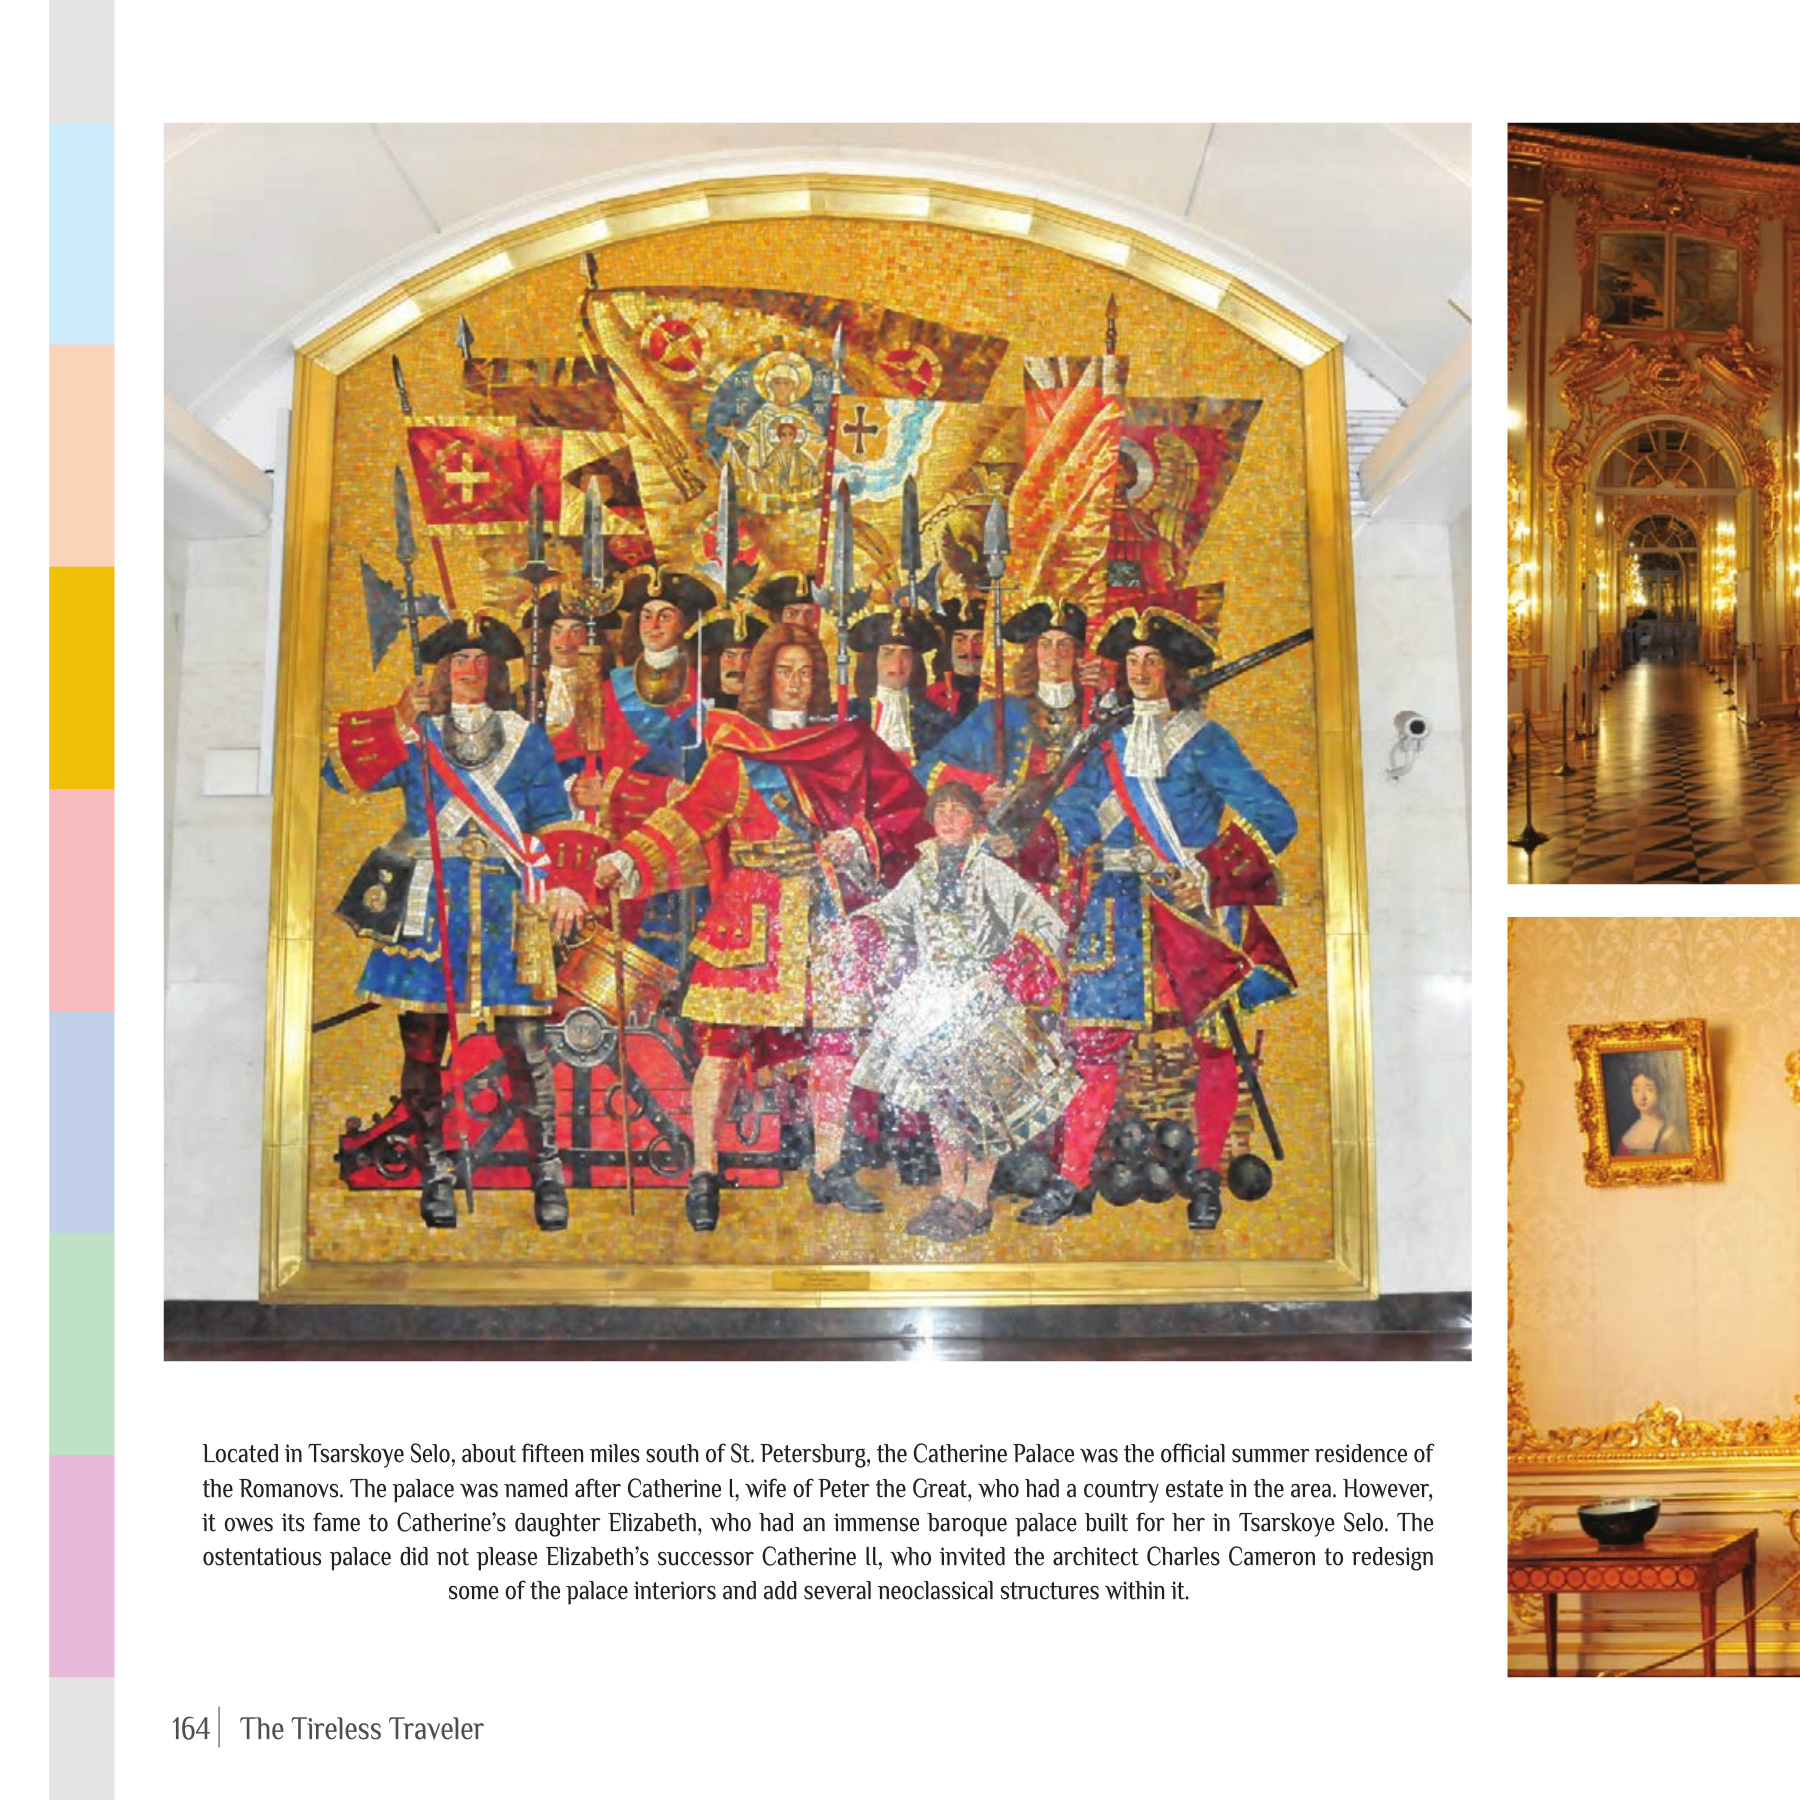 Located in Tsarskoye Selo, about fifteen miles south of St. Petersburg, the Catherine Palace was the official summer residence of
the Romanovs. The palace was named after Catherine I, wife of Peter the Great, who had a country estate in the area. However,
it owes its fame to Catherine’s daughter Elizabeth, who had an immense baroque palace built for her in Tsarskoye Selo. The
ostentatious palace did not please Elizabeth’s successor Catherine II, who invited the architect Charles Cameron to redesign
some of the palace interiors and add several neoclassical structures within it.
164 The Tireless Traveler